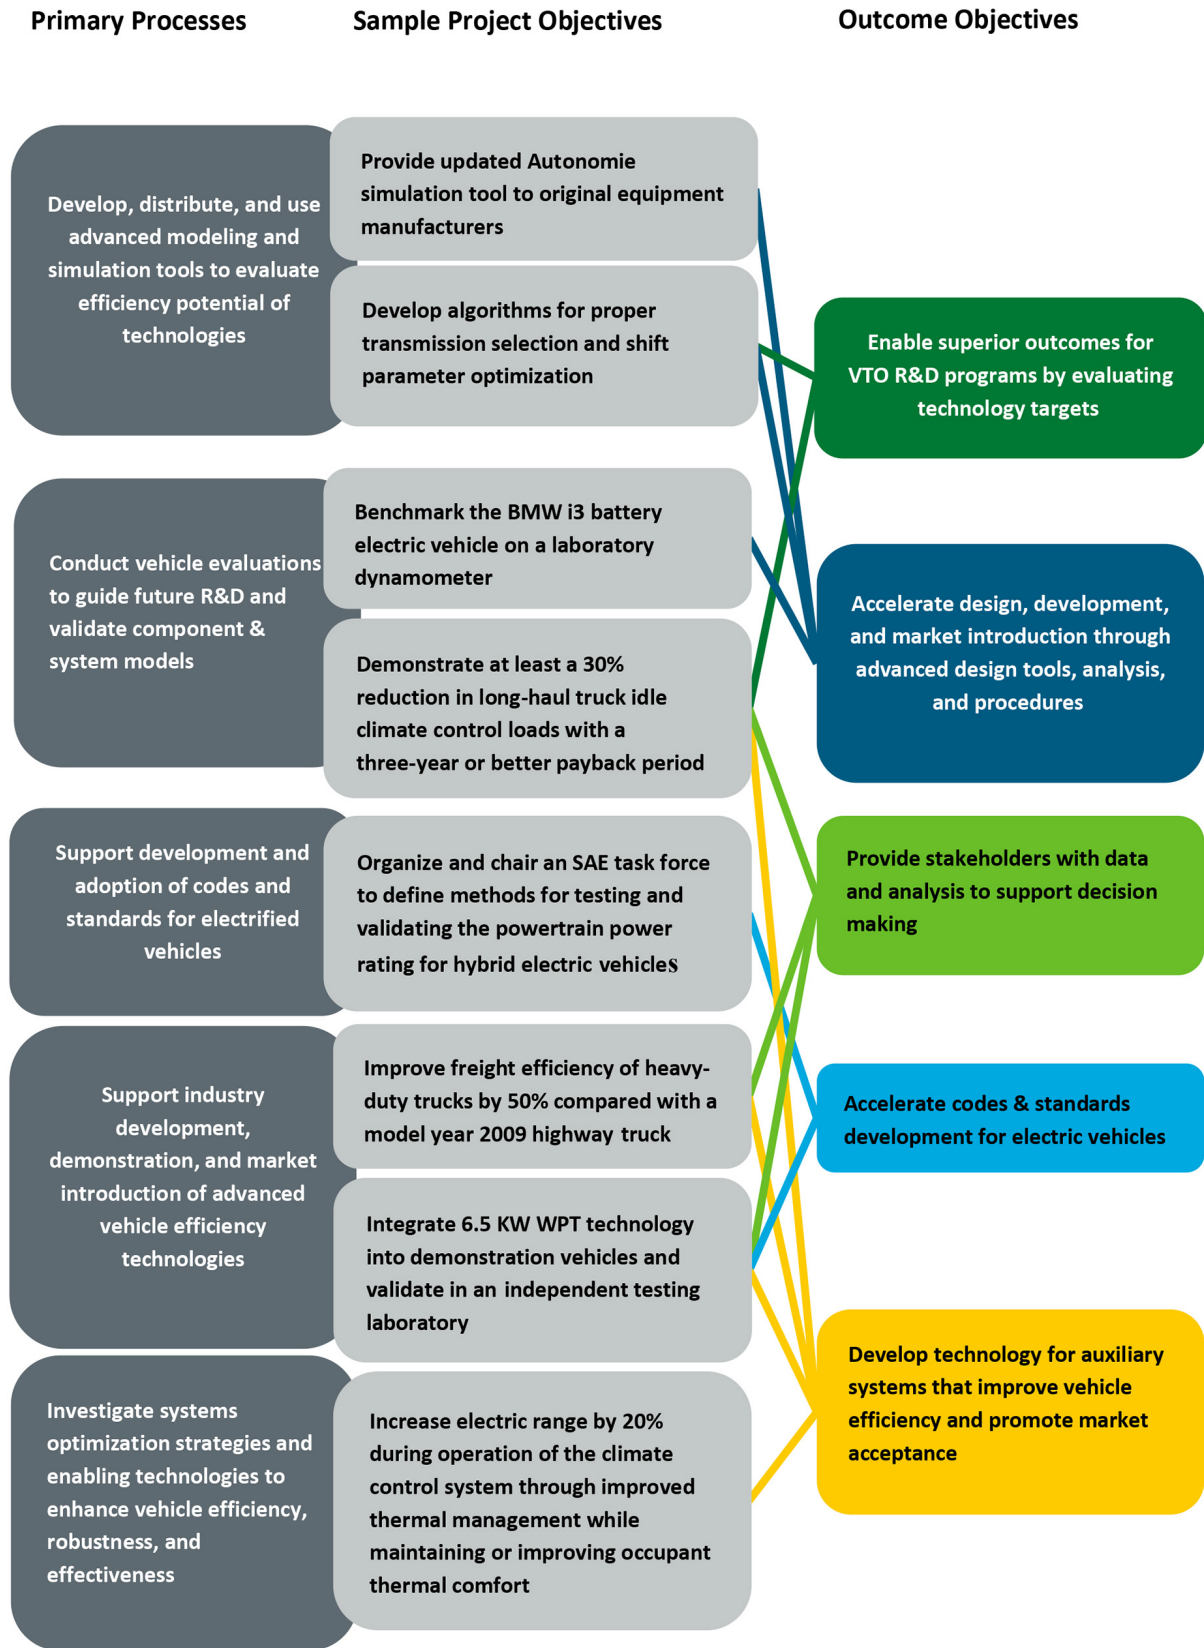 Primary Processes
Sample Project Objectives
Outcome Objectives
Develop, distribute, and use
advanced modeling and
simulation tools to evaluate
efficiency potential of
technologies
Provide updated Autonomie
simulation tool to original equipment
manufacturers
Develop algorithms for proper
transmission selection and shift
parameter optimization
Enable superior outcomes for
VTO R&D programs by evaluating
technology targets
Conduct vehicle evaluations
to guide future R&D and
validate component &
system models
Benchmark the BMW i3 battery
electric vehicle on a laboratory
dynamometer
Demonstrate at least a 30%
reduction in long-haul truck idle
climate control loads with a
three-year or better payback period
Accelerate design, development,
and market introduction through
advanced design tools, analysis,
and procedures
Support development and
adoption of codes and
standards for electrified
vehicles
Organize and chair an SAE task force
to define methods for testing and
validating the powertrain power
rating for hybrid electric vehicles
Provide stakeholders with data
and analysis to support decision
making
Support industry
development,
demonstration, and market
introduction of advanced
vehicle efficiency
technologies
Improve freight efficiency of heavy-
duty trucks by 50% compared with a
model year 2009 highway truck
Integrate 6.5 KW WPT technology
into demonstration vehicles and
validate in an independent testing
laboratory
Accelerate codes & standards
development for electric vehicles
Investigate systems
optimization strategies and
enabling technologies to
enhance vehicle efficiency,
robustness, and
effectiveness
Increase electric range by 20%
during operation of the climate
control system through improved
thermal management while
maintaining or improving occupant
thermal comfort
Develop technology for auxiliary
systems that improve vehicle
efficiency and promote market
acceptance